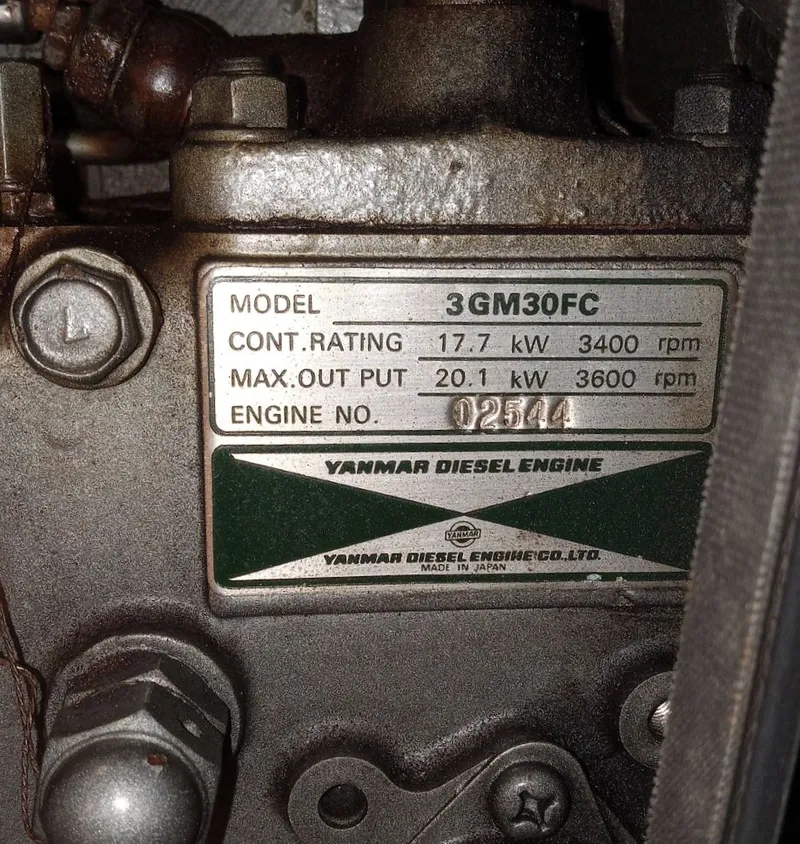 MODEL 3GM30FC
CONT.RATING 17.7 kW 3400 rpm
MAX.OUT PUT 20.1 kW 3600 rpm
ENGINE NO. 02544
YANMAR DIESEL ENGINE
YANMAR
YANMAR DIESEL ENGINE CO.,LTD.
MADE IN JAPAN